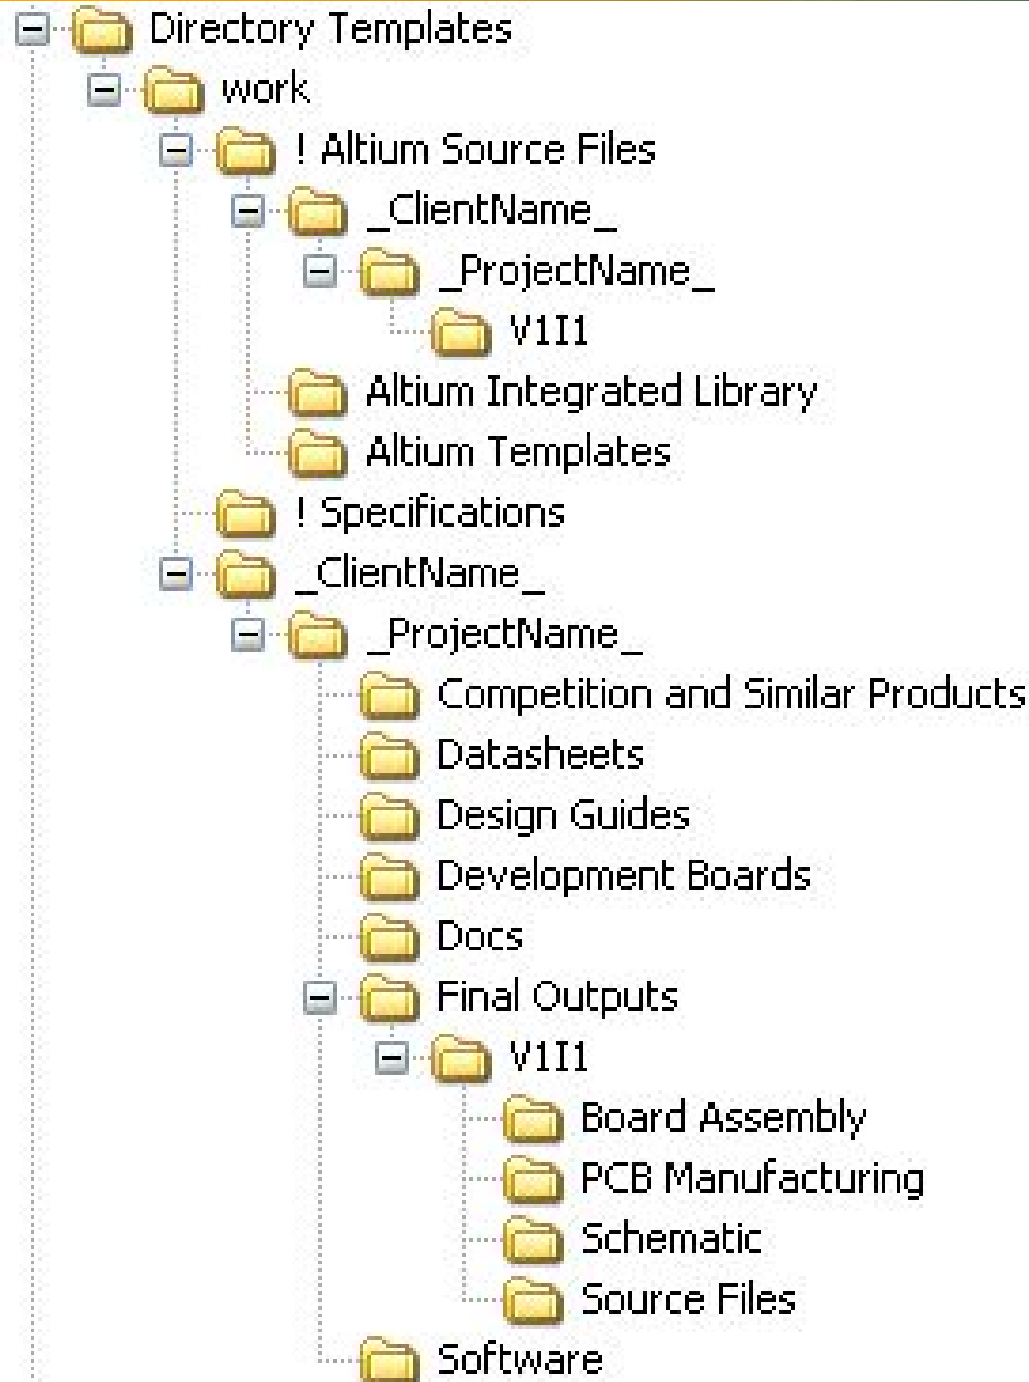 Directory Templates
work
! Altium Source Files
_ClientName_
_ProjectName_
V1I1
Altium Integrated Library
Altium Templates
! Specifications
_ClientName_
_ProjectName_
Competition and Similar Products
Datasheets
Design Guides
Development Boards
Docs
Final Outputs
V1I1
Board Assembly
PCB Manufacturing
Schematic
Source Files
Software